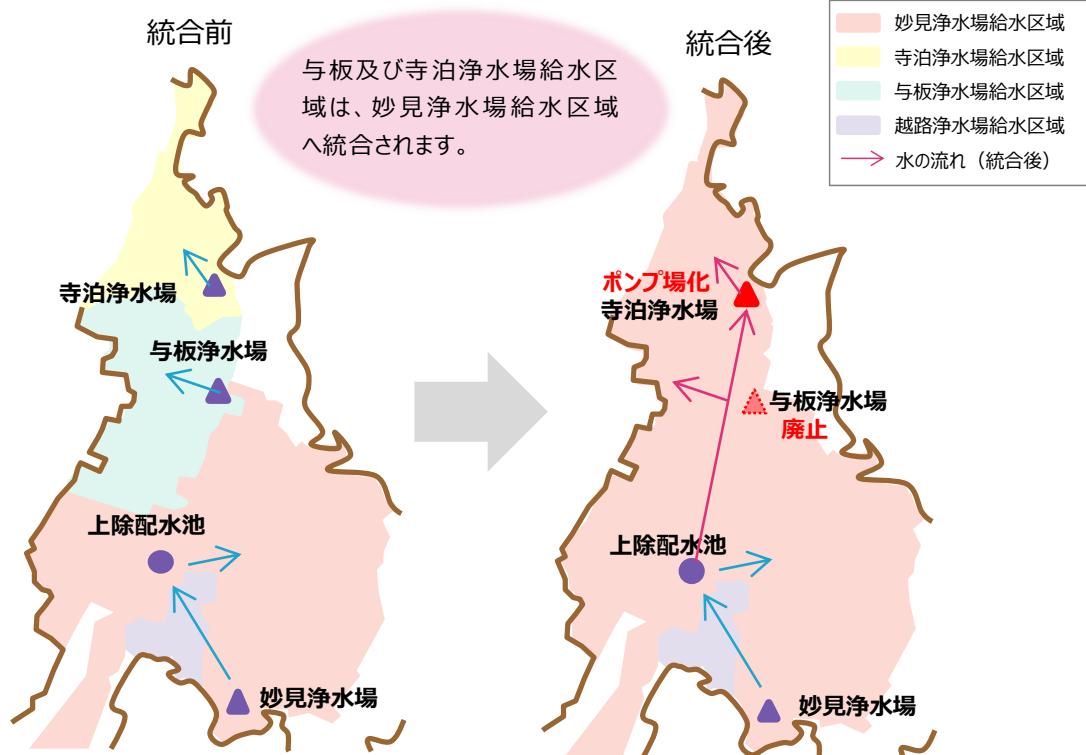 統合前
与板及び寺泊浄水場給水区
域は、妙見浄水場給水区域
へ統合されます。
統合後
妙見浄水場給水区域
寺泊浄水場給水区域
与板浄水場給水区域
越路浄水場給水区域
水の流れ（統合後）
寺泊浄水場
与板浄水場
上除配水池
妙見浄水場
ポンプ場化
寺泊浄水場
与板浄水場
廃止
上除配水池
妙見浄水場